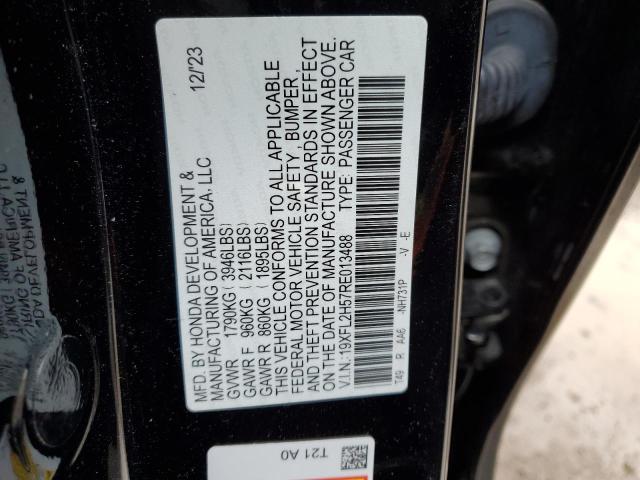 12/'23
MFD. BY HONDA DEVELOPMENT &
MANUFACTURING OF AMERICA, LLC
GVWR 1790KG ( 3946LBS)
GAWR F 960KG ( 2116LBS)
GAWR R 860KG ( 1895LBS)
THIS VEHICLE CONFORMS TO ALL APPLICABLE
FEDERAL MOTOR VEHICLE SAFETY, BUMPER,
AND THEFT PREVENTION STANDARDS IN EFFECT
ON THE DATE OF MANUFACTURE SHOWN ABOVE.
V.I.N.:19XFL2H57RE013488 TYPE: PASSENGER CAR
T49 R AA6 -NH731P -V -E
T21 A0